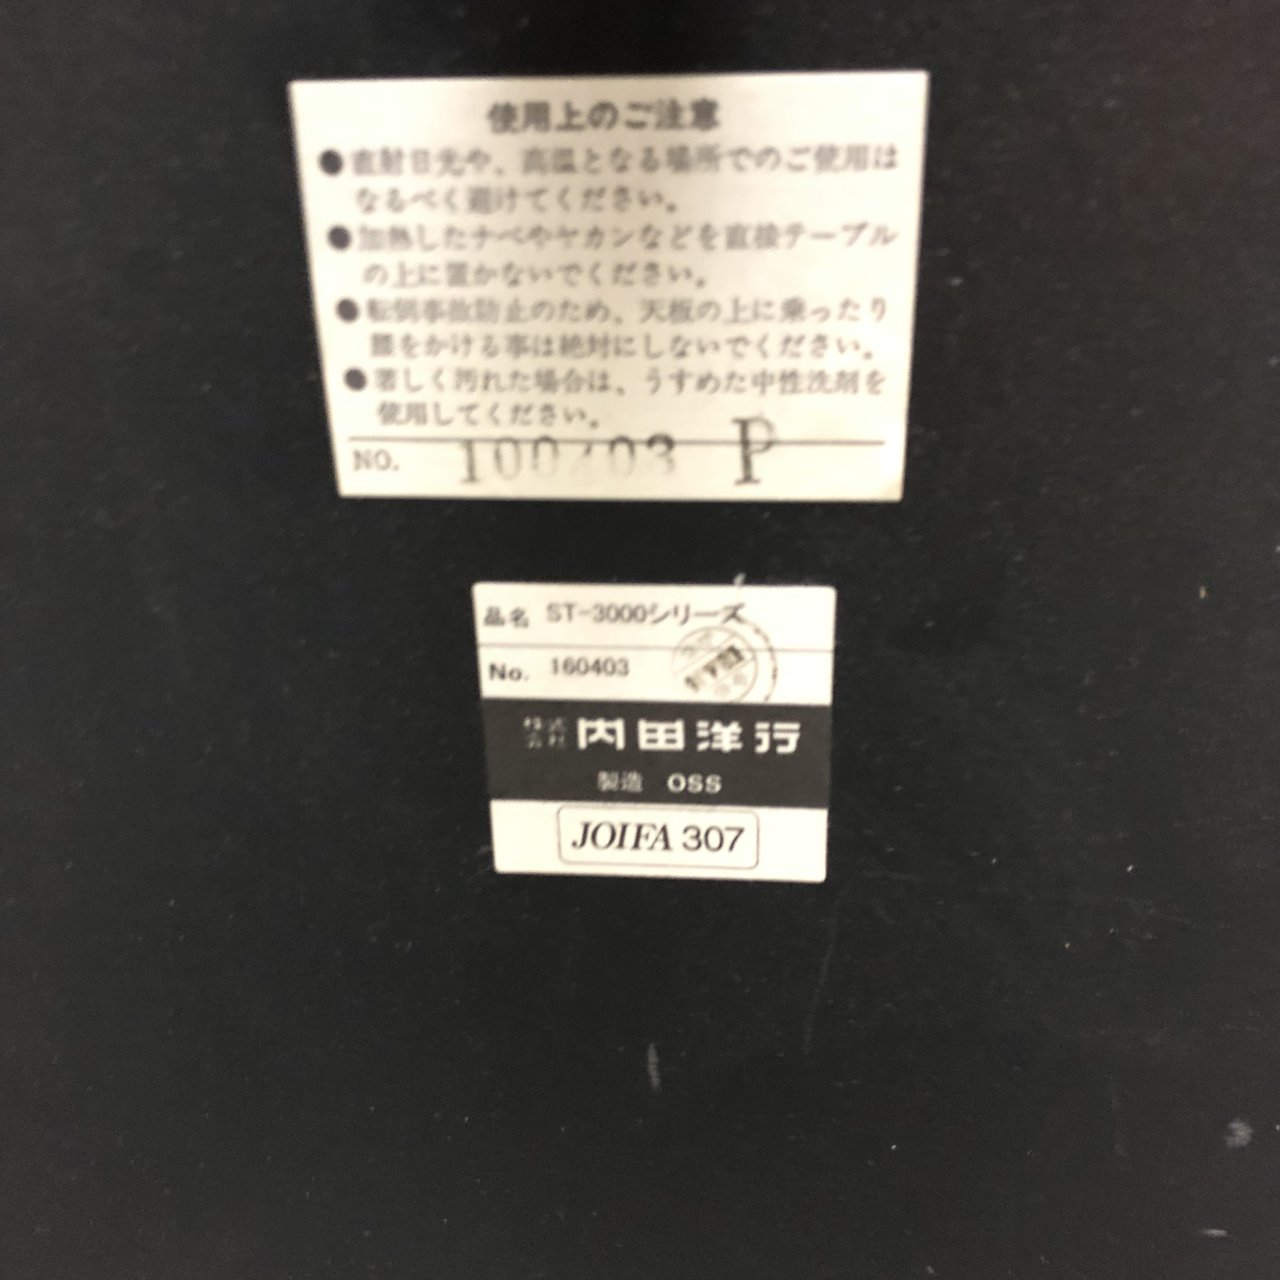 使用上のご注意
●直射日光や、高温となる場所でのご使用は
なるべく避けてください。
●加熱したナベやヤカンなどを直接テーブル
の上に置かないでください。
●転倒事故防止のため、天板の上に乗ったり
腰をかける事は絶対にしないでください。
●著しく汚れた場合は、うすめた中性洗剤を
使用してください。
NO. P
品名 ST-3000シリーズ
No. 160403
株式会社 内田洋行
製造 OSS
JOIFA 307